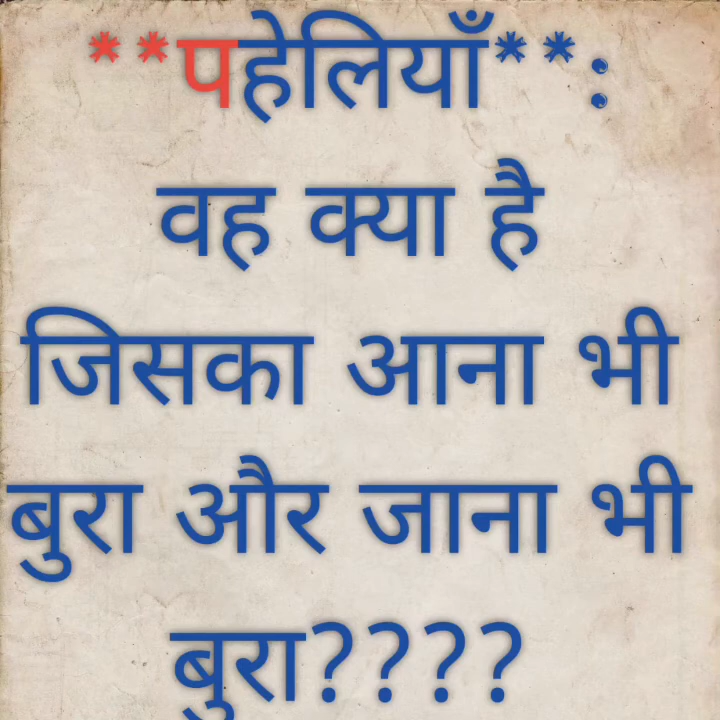 **पहेलियाँ**:
वह क्या है
जिसका आना भी
बुरा और जाना भी
बुरा????